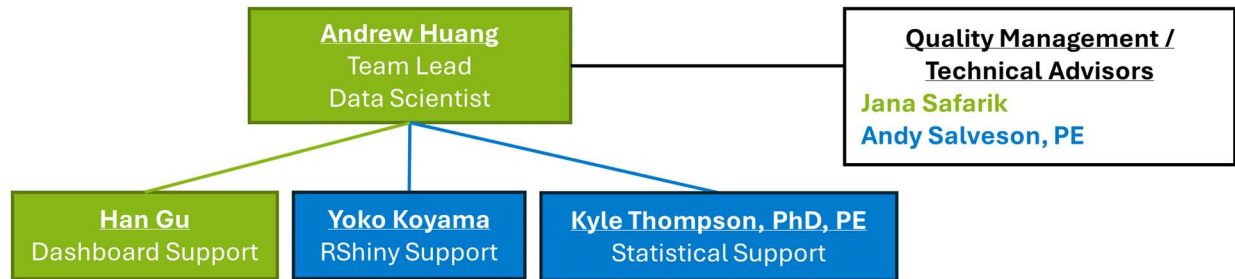 Andrew Huang
Team Lead
Data Scientist
Quality Management /
Technical Advisors
Jana Safarik
Andy Salveson, PE
Han Gu
Dashboard Support
Yoko Koyama
RShiny Support
Kyle Thompson, PhD, PE
Statistical Support